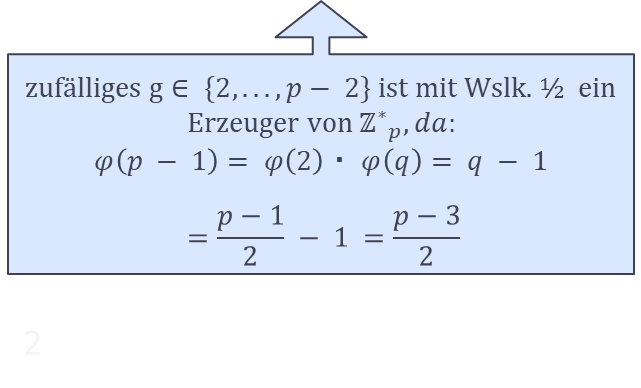 zufälliges g ∈ {2,...,p − 2} ist mit Wslk. ½ ein
Erzeuger von ℤ*ₚ, da:
φ(p − 1) = φ(2) · φ(q) = q − 1
= (p − 1)/2 − 1 = (p − 3)/2
2